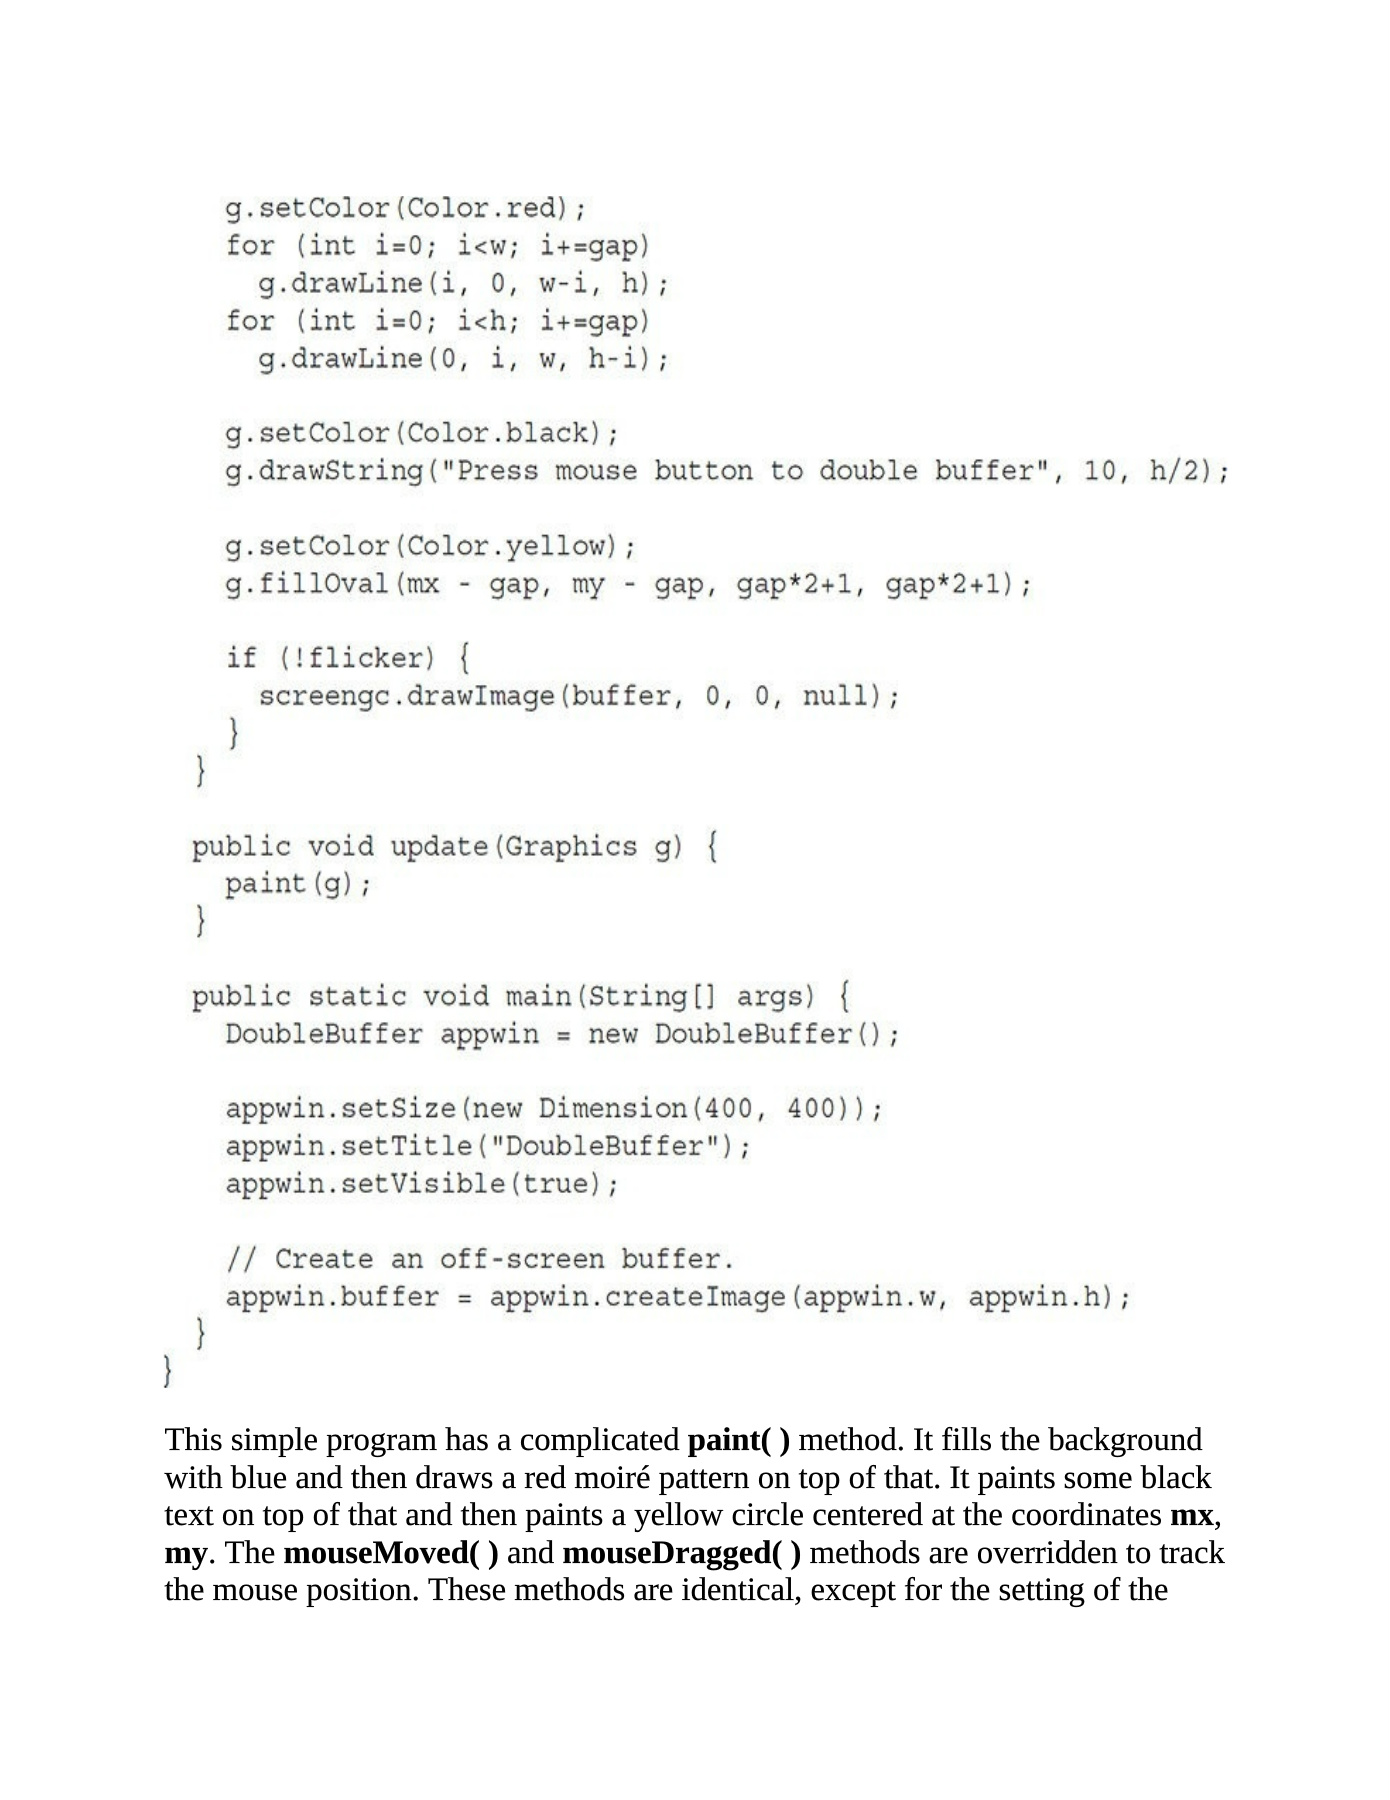 g.setColor(Color.red);
for (int i=0; i<w; i+=gap)
g.drawLine(i, 0, w-i, h);
for (int i=0; i<h; i+=gap)
g.drawLine(0, i, w, h-i);
g.setColor(Color.black);
g.drawString("Press mouse button to double buffer", 10, h/2);
g.setColor(Color.yellow);
g.fillOval(mx - gap, my - gap, gap*2+1, gap*2+1);
if (!flicker) {
screengc.drawImage(buffer, 0, 0, null);
}
}
public void update(Graphics g) {
paint(g);
}
public static void main(String[] args) {
DoubleBuffer appwin = new DoubleBuffer();
appwin.setSize(new Dimension(400, 400));
appwin.setTitle("DoubleBuffer");
appwin.setVisible(true);
// Create an off-screen buffer.
appwin.buffer = appwin.createImage(appwin.w, appwin.h);
}
}
This simple program has a complicated paint( ) method. It fills the background
with blue and then draws a red moiré pattern on top of that. It paints some black
text on top of that and then paints a yellow circle centered at the coordinates mx,
my. The mouseMoved( ) and mouseDragged( ) methods are overridden to track
the mouse position. These methods are identical, except for the setting of the